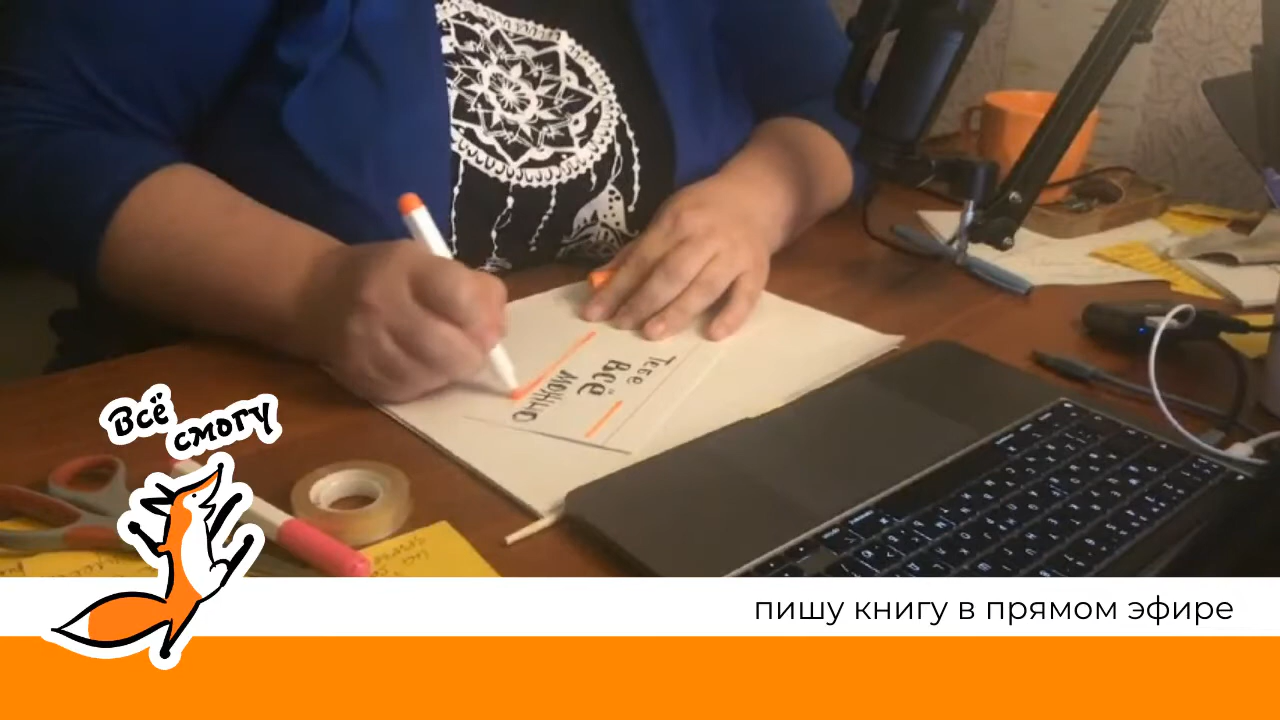 Тебе
всё
можно
Всё
смогу
пишу книгу в прямом эфире